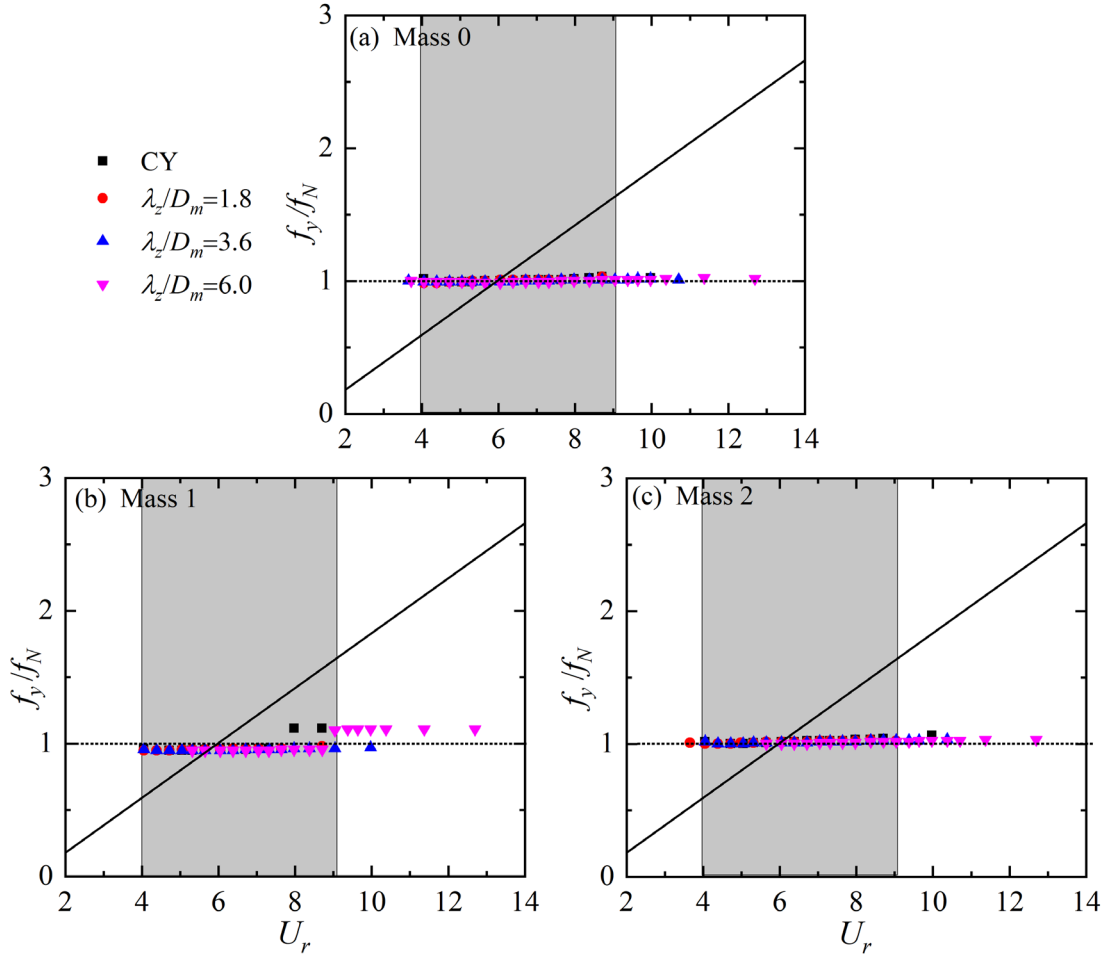 (a) Mass 0
3
2
1
0
f_y/f_N
2 4 6 8 10 12 14
CY
λ_z/D_m=1.8
λ_z/D_m=3.6
λ_z/D_m=6.0
(b) Mass 1
3
2
1
0
f_y/f_N
2 4 6 8 10 12 14
U_r
(c) Mass 2
3
2
1
0
f_y/f_N
2 4 6 8 10 12 14
U_r